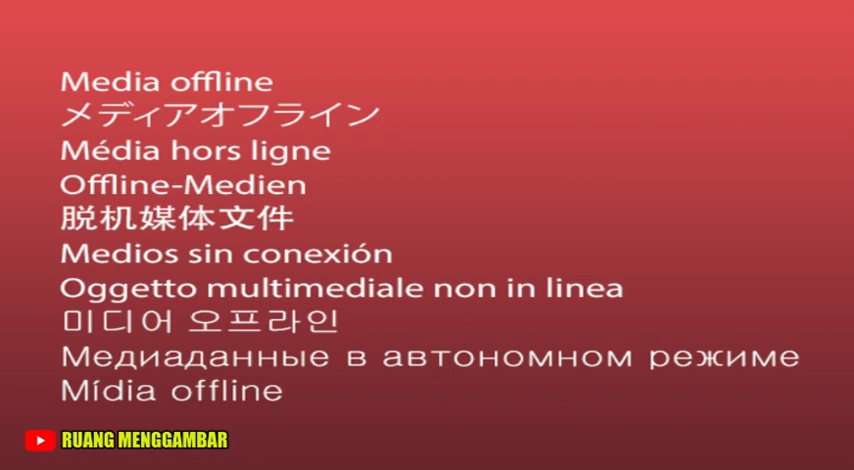 Media offline
メディアオフライン
Média hors ligne
Offline-Medien
脱机媒体文件
Medios sin conexión
Oggetto multimediale non in linea
미디어 오프라인
Медиаданные в автономном режиме
Mídia offline
RUANG MENGGAMBAR